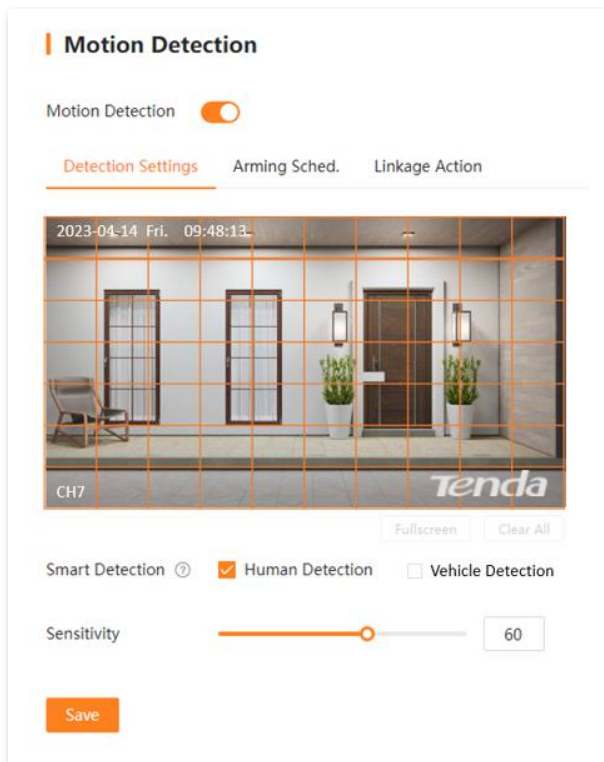 Motion Detection
Motion Detection
Detection Settings Arming Sched. Linkage Action
2023-04-14 Fri. 09:48:13
CH7 Tenda
Fullscreen Clear All
Smart Detection ? Human Detection Vehicle Detection
Sensitivity 60
Save